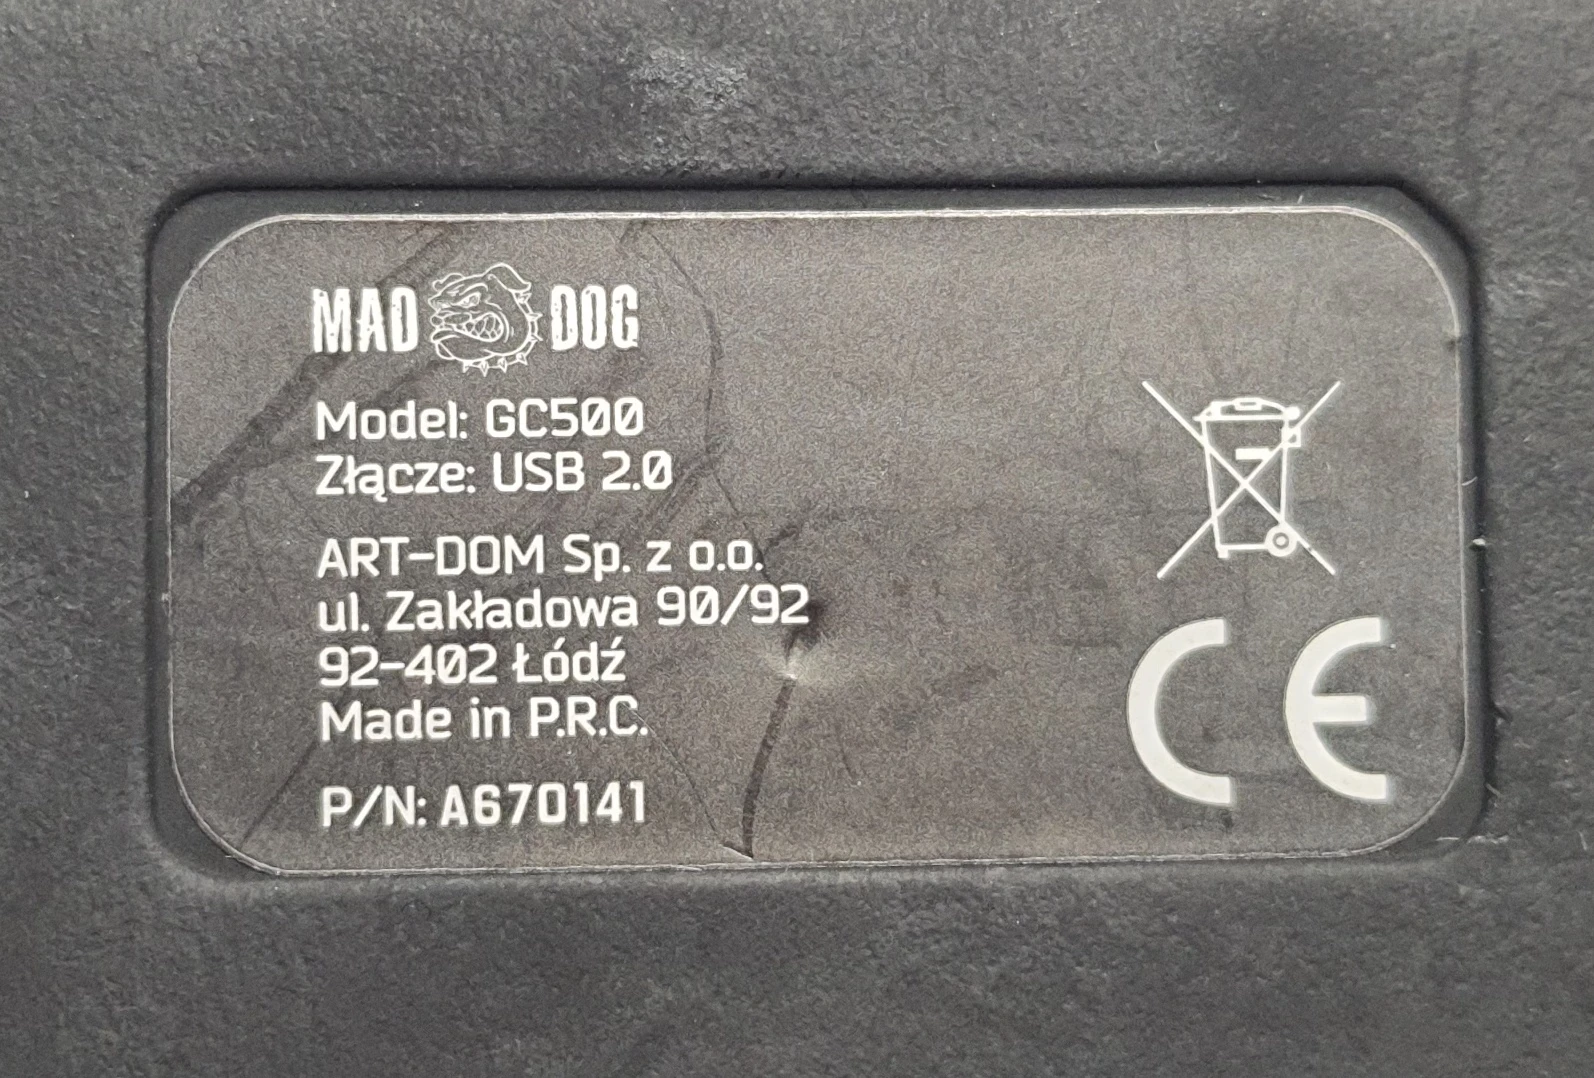 MAD DOG
Model: GC500
Złącze: USB 2.0
ART-DOM Sp. z o.o.
ul. Zakładowa 90/92
92-402 Łódź
Made in P.R.C.
P/N: A670141
CE